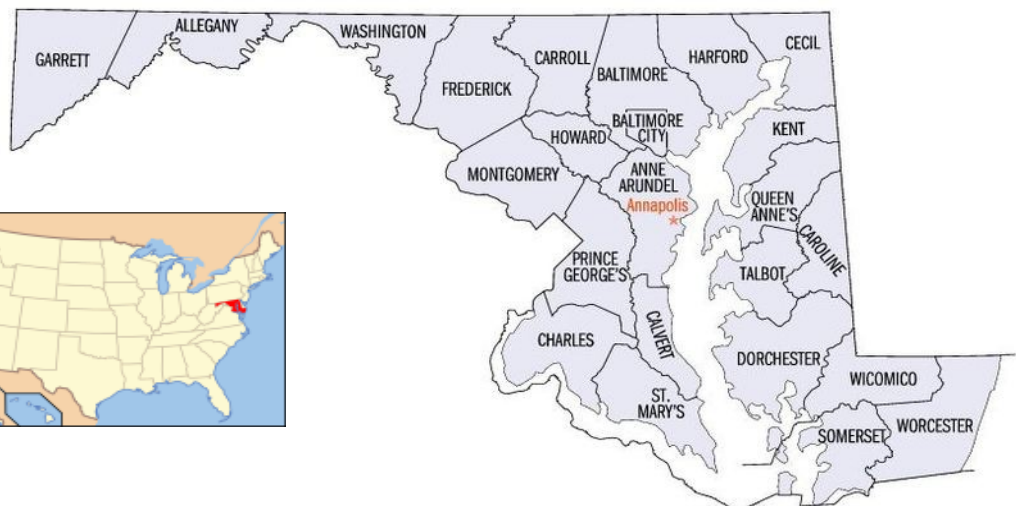 GARRETT
ALLEGANY
WASHINGTON
FREDERICK
CARROLL
BALTIMORE
HARFORD
CECIL
BALTIMORE
CITY
HOWARD
KENT
MONTGOMERY
ANNE
ARUNDEL
Annapolis
*
QUEEN
ANNE'S
CAROLINE
PRINCE
GEORGE'S
TALBOT
CHARLES
CALVERT
DORCHESTER
WICOMICO
ST.
MARY'S
SOMERSET
WORCESTER